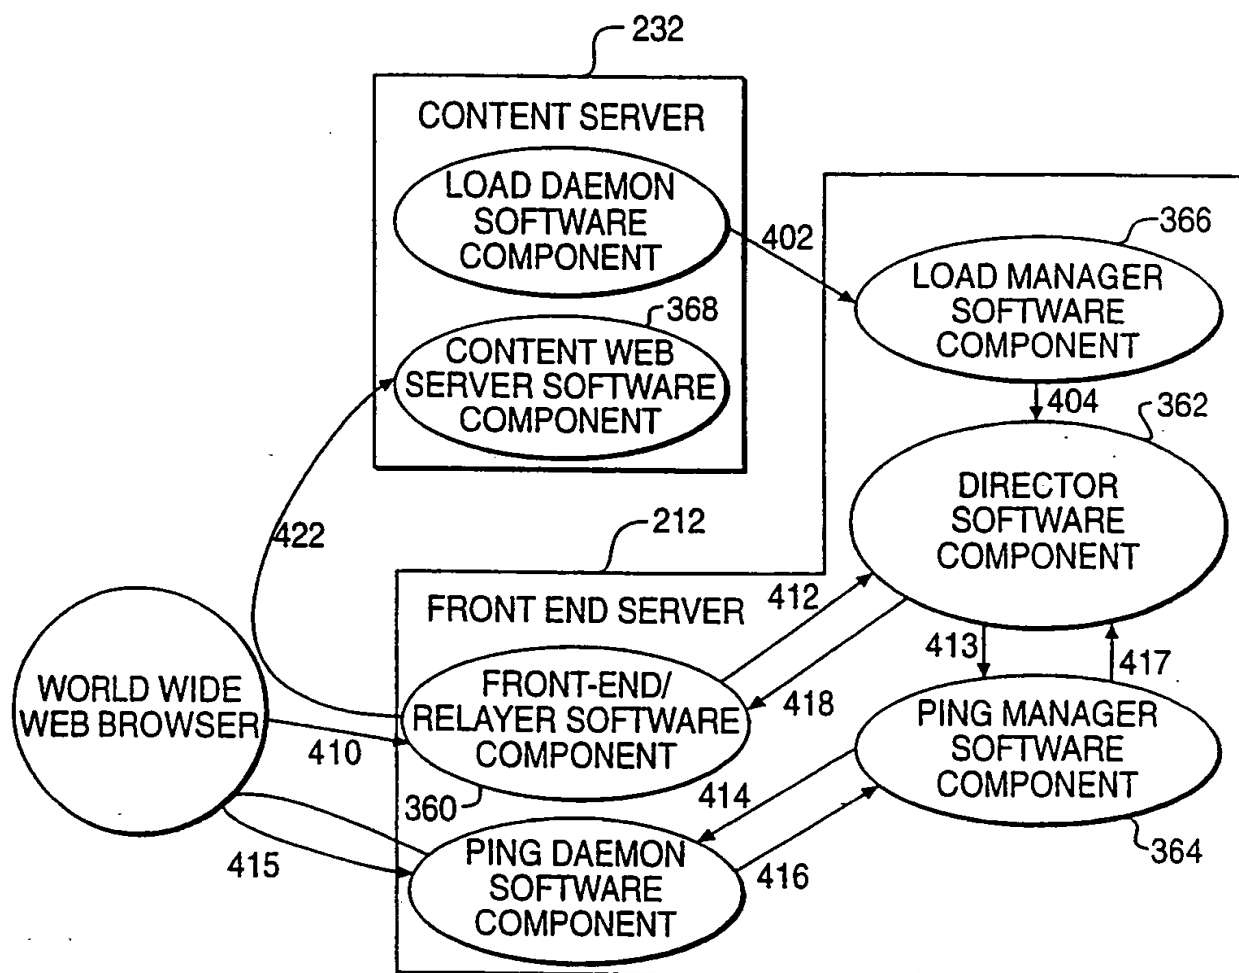 232
CONTENT SERVER
LOAD DAEMON
SOFTWARE
COMPONENT
402
366
LOAD MANAGER
SOFTWARE
COMPONENT
368
CONTENT WEB
SERVER SOFTWARE
COMPONENT
404
362
DIRECTOR
SOFTWARE
COMPONENT
422
212
FRONT END SERVER
412
413
417
WORLD WIDE
WEB BROWSER
FRONT-END/
RELAYER SOFTWARE
COMPONENT
418
PING MANAGER
SOFTWARE
COMPONENT
410
360
414
364
415
PING DAEMON
SOFTWARE
COMPONENT
416